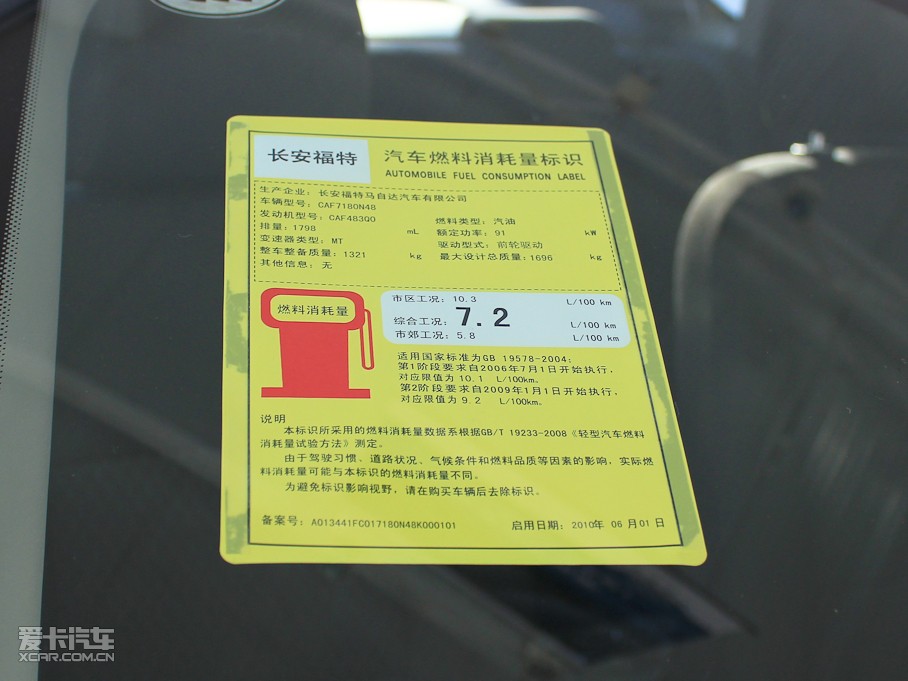 长安福特
汽车燃料消耗量标识
AUTOMOBILE FUEL CONSUMPTION LABEL
生产企业：长安福特马自达汽车有限公司
车辆型号：CAF7180N48
发动机型号：CAF483Q0 燃料类型：汽油
排量：1798 mL 额定功率：91 kW
变速器类型：MT 驱动型式：前轮驱动
整车整备质量：1321 kg 最大设计总质量：1696 kg
其他信息：无
燃料消耗量
市区工况：10.3 L/100 km
综合工况：7.2 L/100 km
市郊工况：5.8 L/100 km
适用国家标准为GB 19578-2004；
第1阶段要求自2006年7月1日开始执行，
对应限值为 10.1 L/100km。
第2阶段要求自2009年1月1日开始执行，
对应限值为 9.2 L/100km。
说明
本标识所采用的燃料消耗量数据系根据GB/T 19233-2008《轻型汽车燃料
消耗量试验方法》测定。
由于驾驶习惯、道路状况、气候条件和燃料品质等因素的影响，实际燃
料消耗量可能与本标识的燃料消耗量不同。
为避免标识影响视野，请在购买车辆后去除标识。
备案号：A013441FC017180N48K000101 启用日期：2010年 06 月01 日
爱卡汽车
XCAR.COM.CN